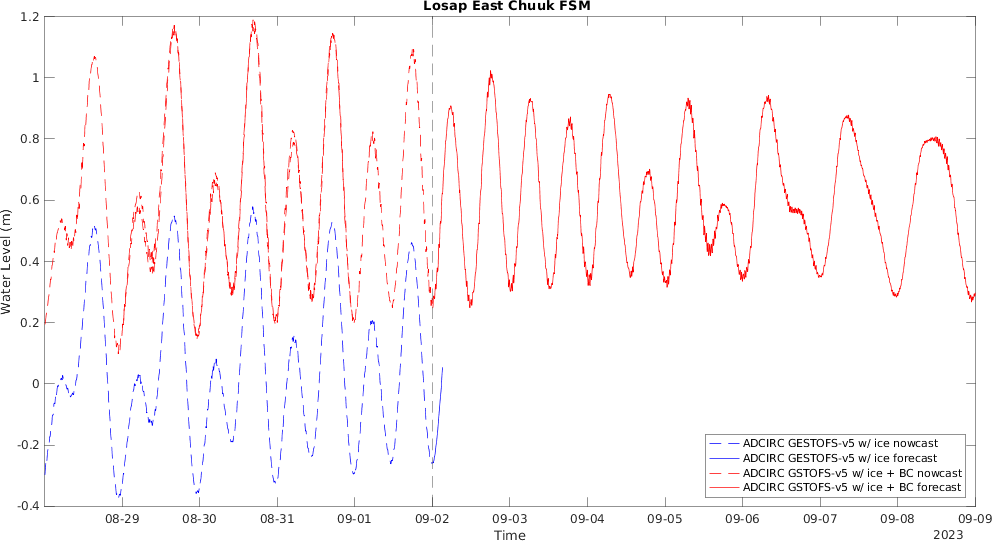 Losap East Chuuk FSM
1.2
1
0.8
0.6
0.4
0.2
0
-0.2
-0.4
Water Level (m)
ADCIRC GESTOFS-v5 w/ ice nowcast
ADCIRC GESTOFS-v5 w/ ice forecast
ADCIRC GSTOFS-v5 w/ ice + BC nowcast
ADCIRC GSTOFS-v5 w/ ice + BC forecast
08-29 08-30 08-31 09-01 09-02 09-03 09-04 09-05 09-06 09-07 09-08 09-09
Time
2023